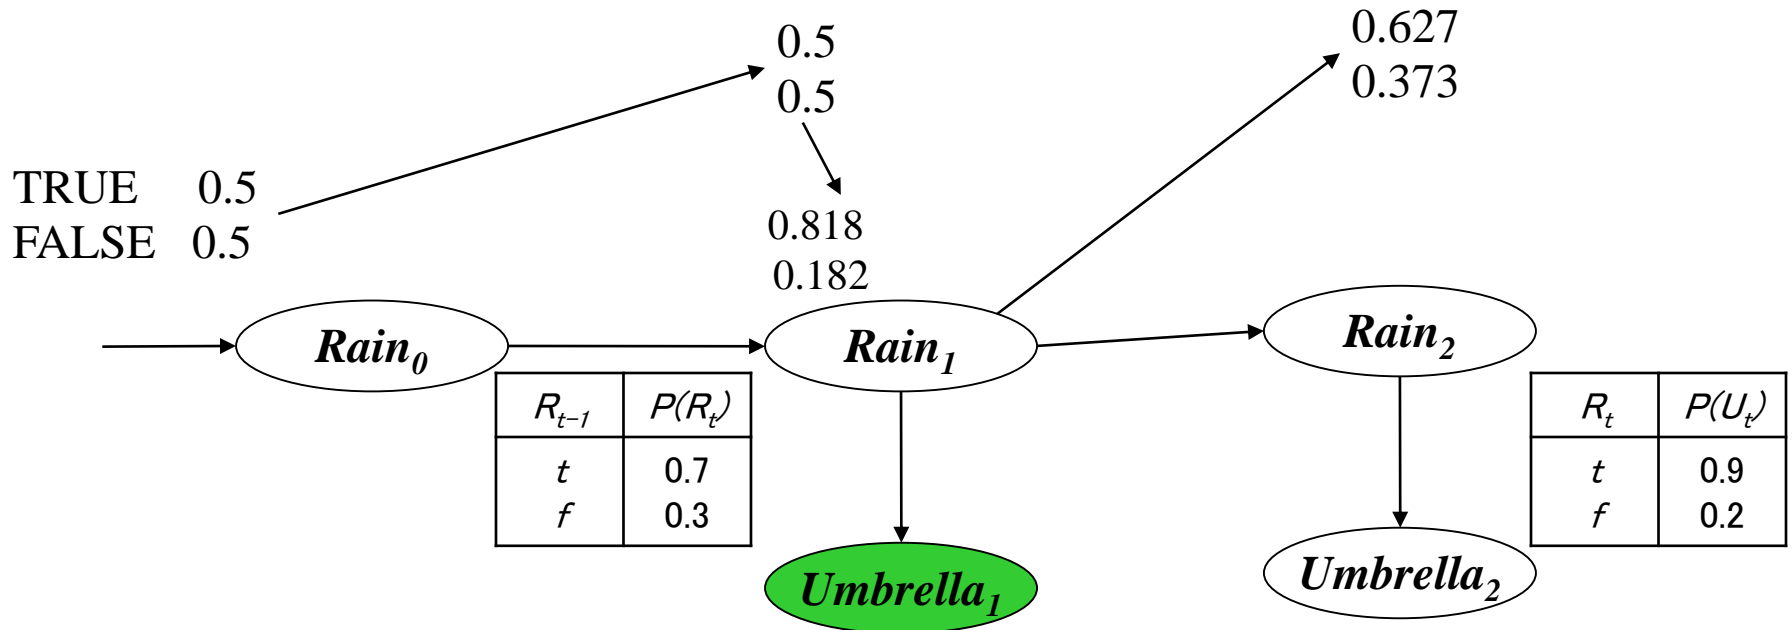 0.5
0.5
0.627
0.373
TRUE 0.5
FALSE 0.5
0.818
0.182
Rain0
Rain1
Rain2
Rt-1 P(Rt)
t 0.7
f 0.3
Rt P(Ut)
t 0.9
f 0.2
Umbrella1
Umbrella2